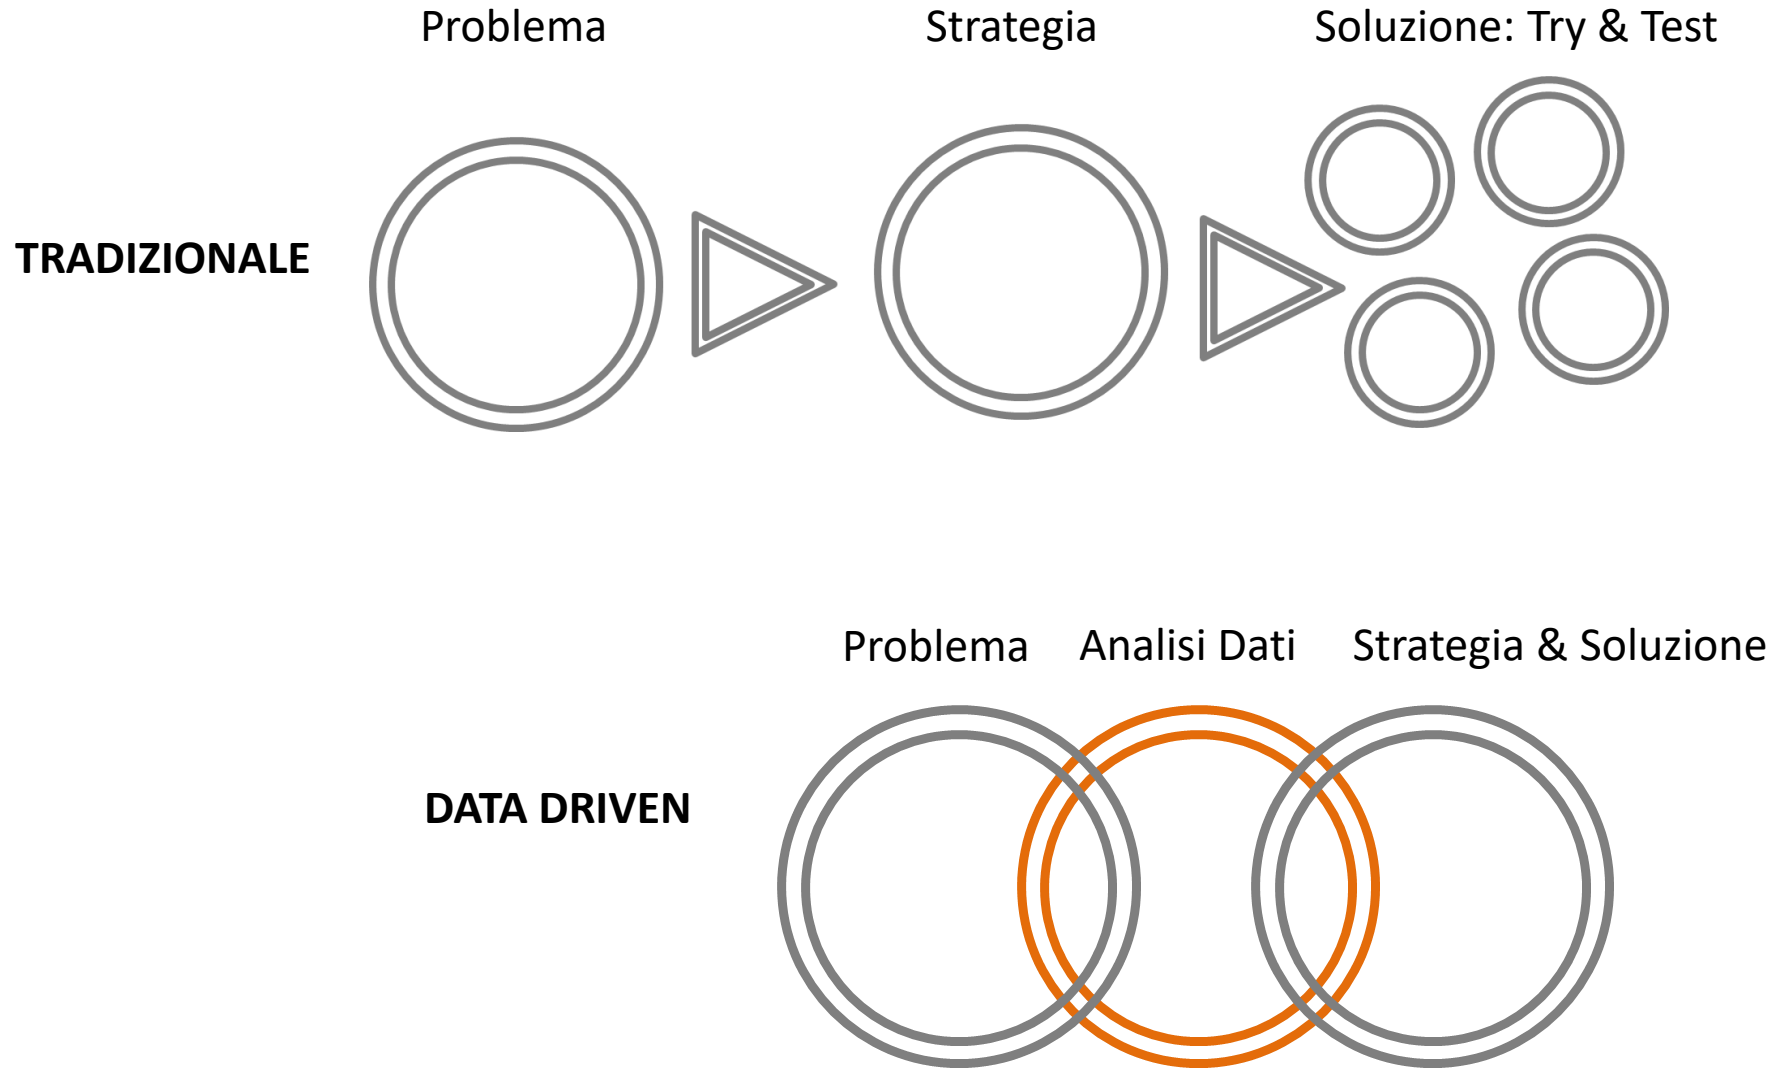 Problema
Strategia
Soluzione: Try & Test
TRADIZIONALE
Problema
Analisi Dati
Strategia & Soluzione
DATA DRIVEN